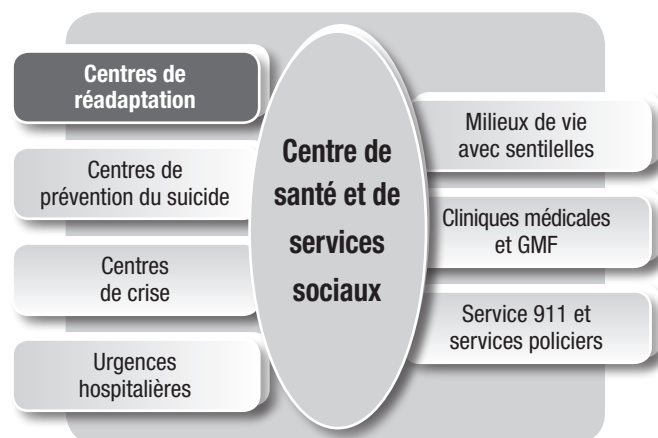 Centres de
réadaptation
Centres de
prévention du suicide
Centres
de crise
Urgences
hospitalières
Centre de
santé et de
services
sociaux
Milieux de vie
avec sentilelles
Cliniques médicales
et GMF
Service 911 et
services policiers